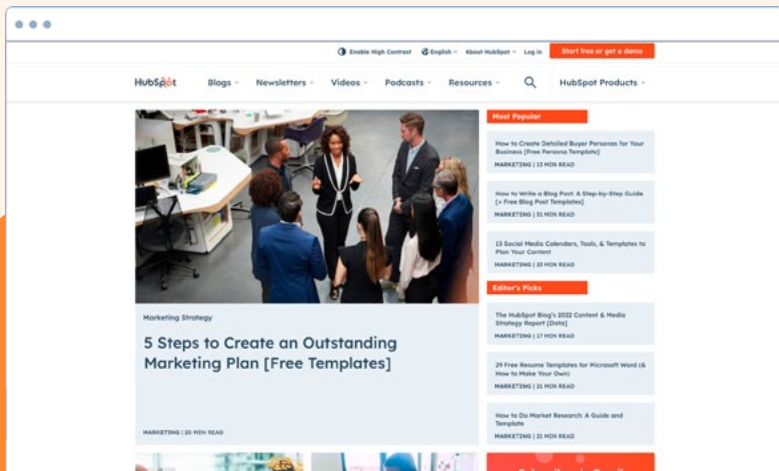 Enable High Contrast English About HubSpot Log in Start free or get a demo
HubSpot Blogs Newsletters Videos Podcasts Resources HubSpot Products
Marketing Strategy
5 Steps to Create an Outstanding
Marketing Plan [Free Templates]
MARKETING | 20 MIN READ
Most Popular
How to Create Detailed Buyer Personas for Your
Business [Free Persona Template]
MARKETING | 13 MIN READ
How to Write a Blog Post: A Step-by-Step Guide
[+ Free Blog Post Templates]
MARKETING | 31 MIN READ
13 Social Media Calendars, Tools, & Templates to
Plan Your Content
MARKETING | 23 MIN READ
Editor's Picks
The HubSpot Blog's 2022 Content & Media
Strategy Report [Data]
MARKETING | 17 MIN READ
29 Free Resume Templates for Microsoft Word (&
How to Make Your Own)
MARKETING | 21 MIN READ
How to Do Market Research: A Guide and
Template
MARKETING | 21 MIN READ